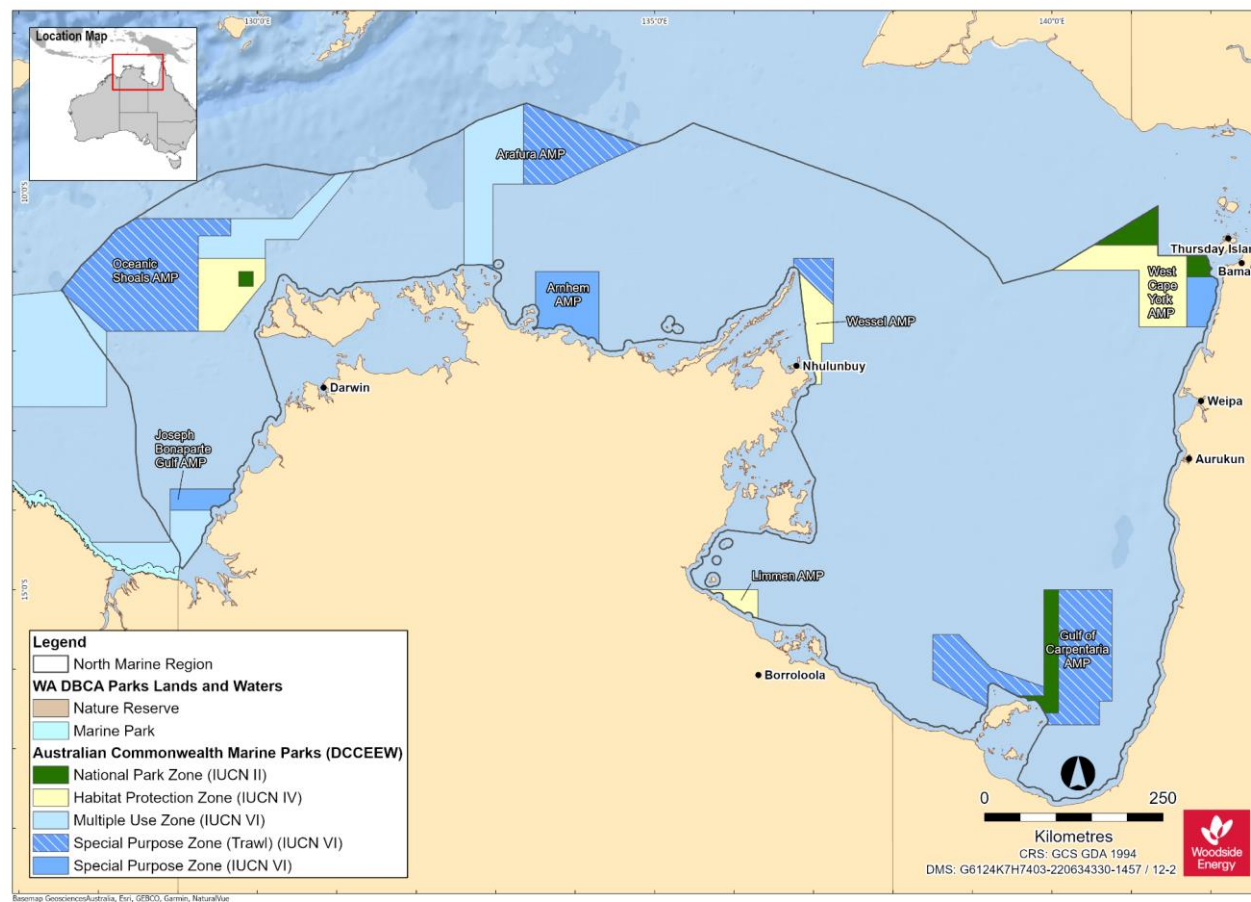 Location Map
130°0'E
135°0'E
140°0'E
10°0'S
10°0'S
Arafura AMP
Oceanic
Shoals AMP
Thursday Islan
Bama
West
Cape
York
AMP
Arnhem
AMP
Wessel AMP
Nhulunbuy
Darwin
Weipa
Joseph
Bonaparte
Gulf AMP
Aurukun
15°0'S
15°0'S
Limmen AMP
Gulf of
Carpentaria
AMP
Borroloola
Legend
North Marine Region
WA DBCA Parks Lands and Waters
Nature Reserve
Marine Park
Australian Commonwealth Marine Parks (DCCEEW)
National Park Zone (IUCN II)
Habitat Protection Zone (IUCN IV)
Multiple Use Zone (IUCN VI)
Special Purpose Zone (Trawl) (IUCN VI)
Special Purpose Zone (IUCN VI)
0 250
Kilometres
CRS: GCS GDA 1994
DMS: G6124K7H7403-220634330-1457 / 12-2
Woodside
Energy
Basemap GeosciencesAustralia, Esri, GEBCO, Garmin, NaturalVue